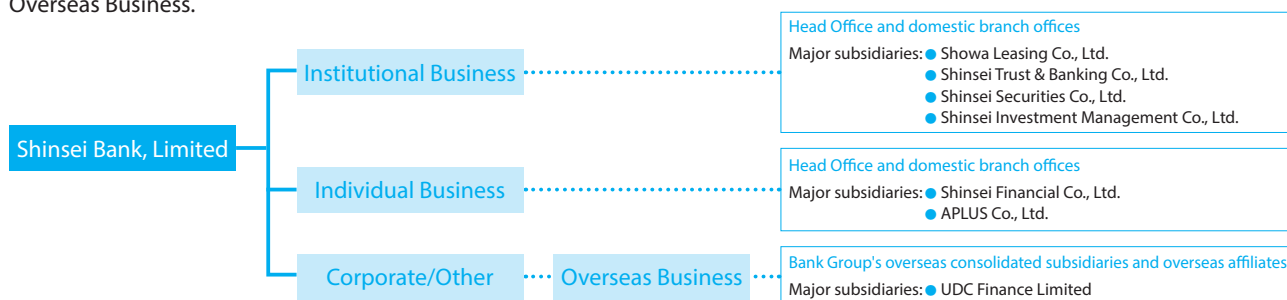 Overseas Business.
Head Office and domestic branch offices
Major subsidiaries: ● Showa Leasing Co., Ltd.
● Shinsei Trust & Banking Co., Ltd.
● Shinsei Securities Co., Ltd.
● Shinsei Investment Management Co., Ltd.
Institutional Business
Shinsei Bank, Limited
Head Office and domestic branch offices
Major subsidiaries: ● Shinsei Financial Co., Ltd.
● APLUS Co., Ltd.
Individual Business
Bank Group's overseas consolidated subsidiaries and overseas affiliates
Major subsidiaries: ● UDC Finance Limited
Corporate/Other
Overseas Business